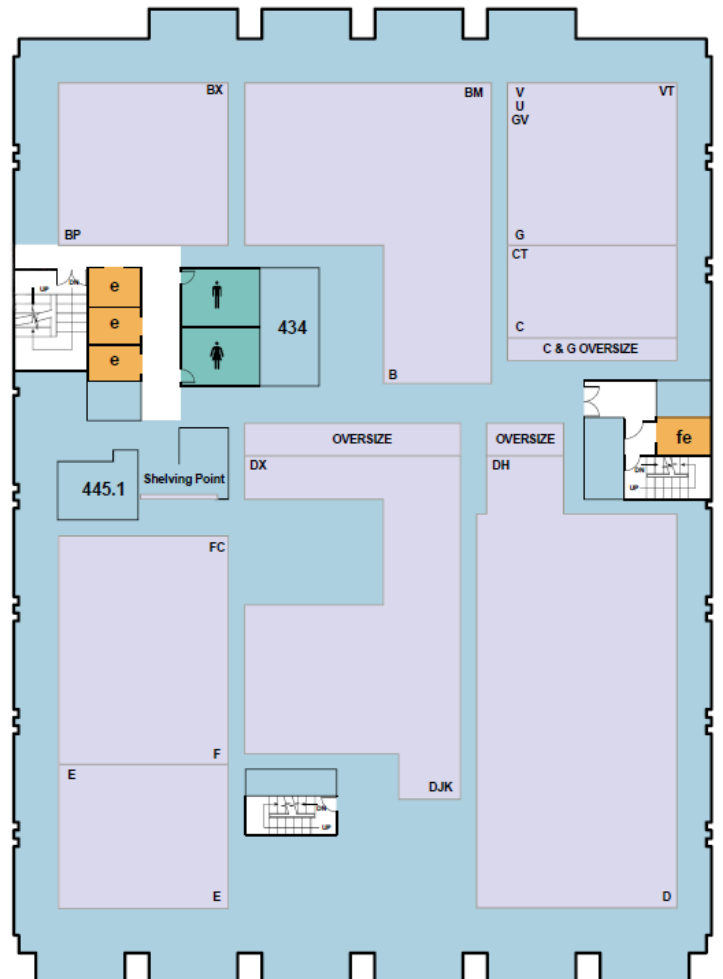 BX
BM
V
VT
U
GV
BP
G
CT
UP
DN
e
e
e
434
C
C & G OVERSIZE
B
OVERSIZE
OVERSIZE
fe
DX
DH
Shelving Point
445.1
DN
UP
FC
F
E
DJK
DN
UP
E
D